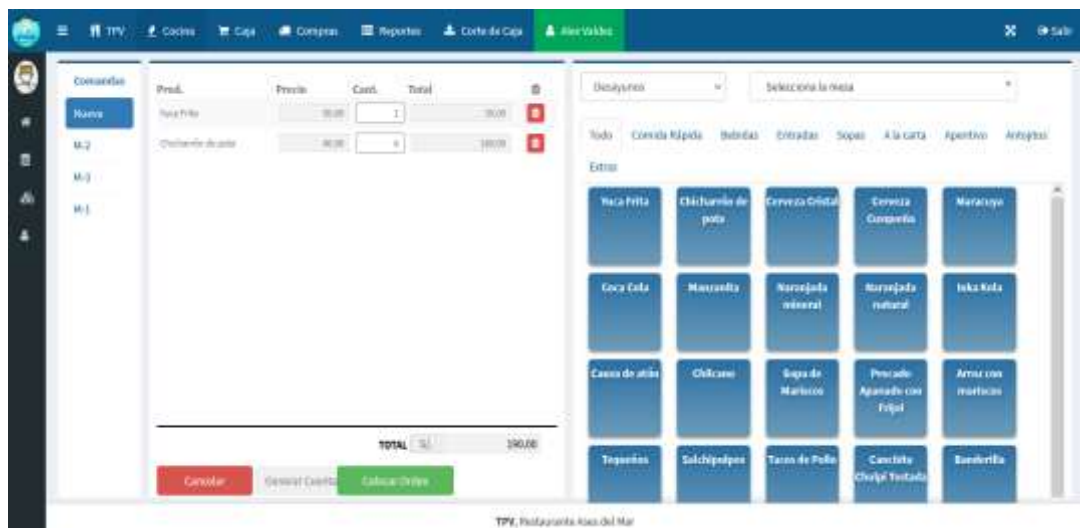 TPV Cocina Caja Compras Reportes Corte de Caja Alex Valdez Salir
Comandas
Nueva
M-2
M-3
M-1
Prod. Precio Cant. Total
Yuca Frita
Chicharrón de pota
TOTAL S/. 190.00
Cancelar Generar Cuenta Colocar Orden
Desayunos Selecciona la mesa
Todo Comida Rápida Bebidas Entradas Sopas A la carta Aperitivo Antojitos
Extras
Yuca Frita Chicharrón de pota Cerveza Cristal Cerveza Cusqueña Maracuya
Coca Cola Manzanilla Naranjada mineral Naranjada natural Inka Kola
Causa de atún Chilcano Sopa de Mariscos Pescado Apanado con Frijol Arroz con mariscos
Tequeños Salchipulpos Tacos de Pollo Canchita Chulpi Tostada Banderilla
TPV, Restaurante Ases del Mar